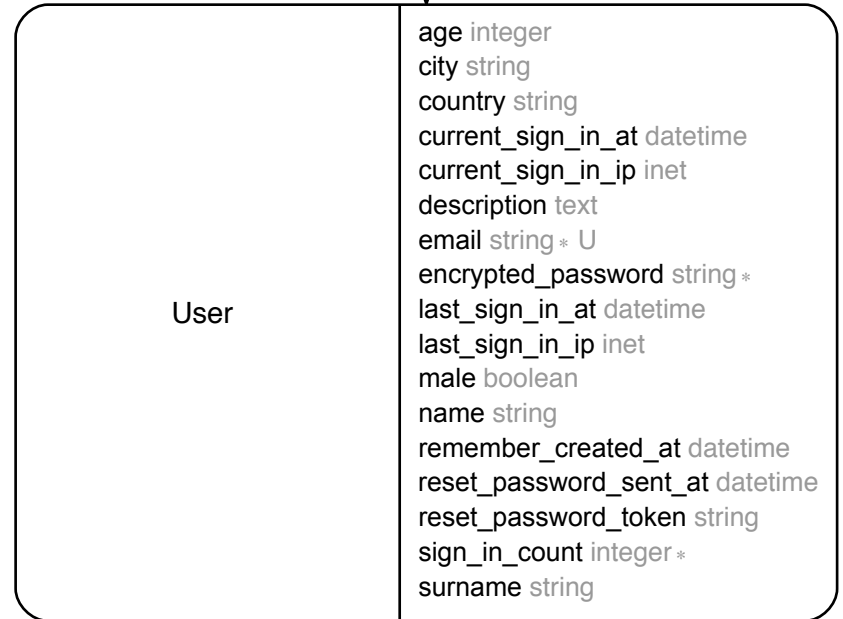 User
age integer
city string
country string
current_sign_in_at datetime
current_sign_in_ip inet
description text
email string * U
encrypted_password string *
last_sign_in_at datetime
last_sign_in_ip inet
male boolean
name string
remember_created_at datetime
reset_password_sent_at datetime
reset_password_token string
sign_in_count integer *
surname string